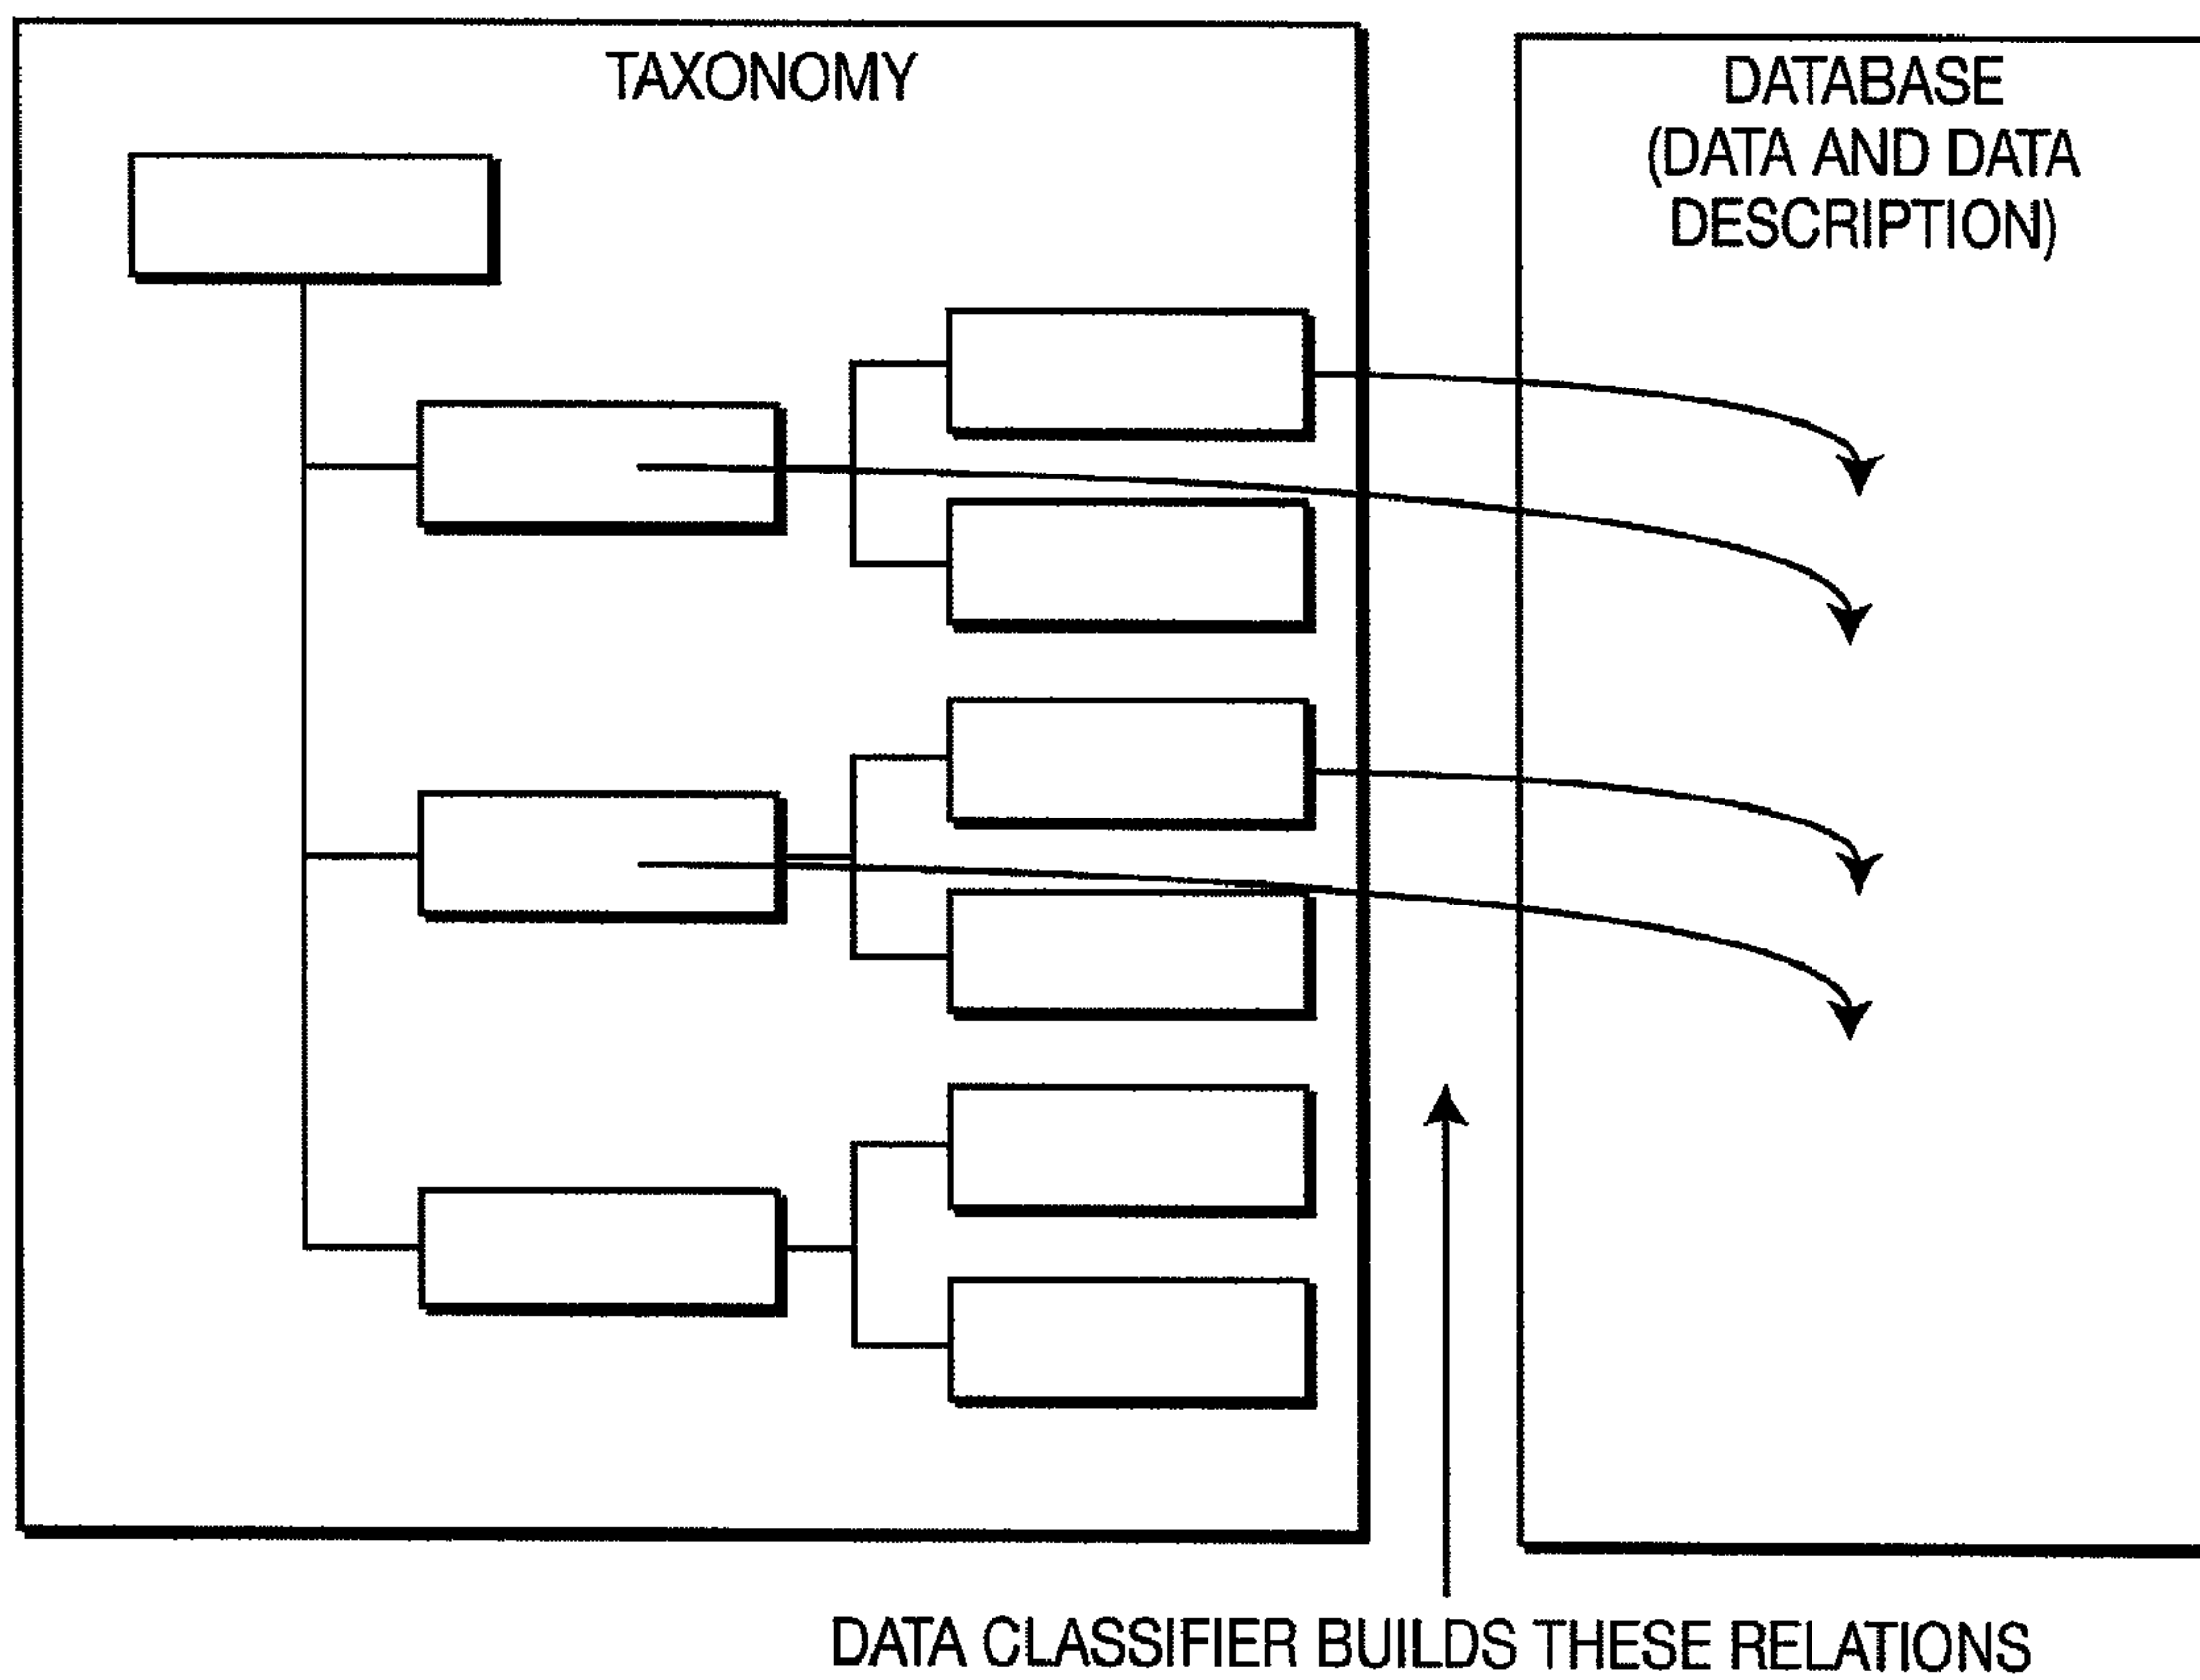 TAXONOMY
DATABASE
(DATA AND DATA
DESCRIPTION)
DATA CLASSIFIER BUILDS THESE RELATIONS